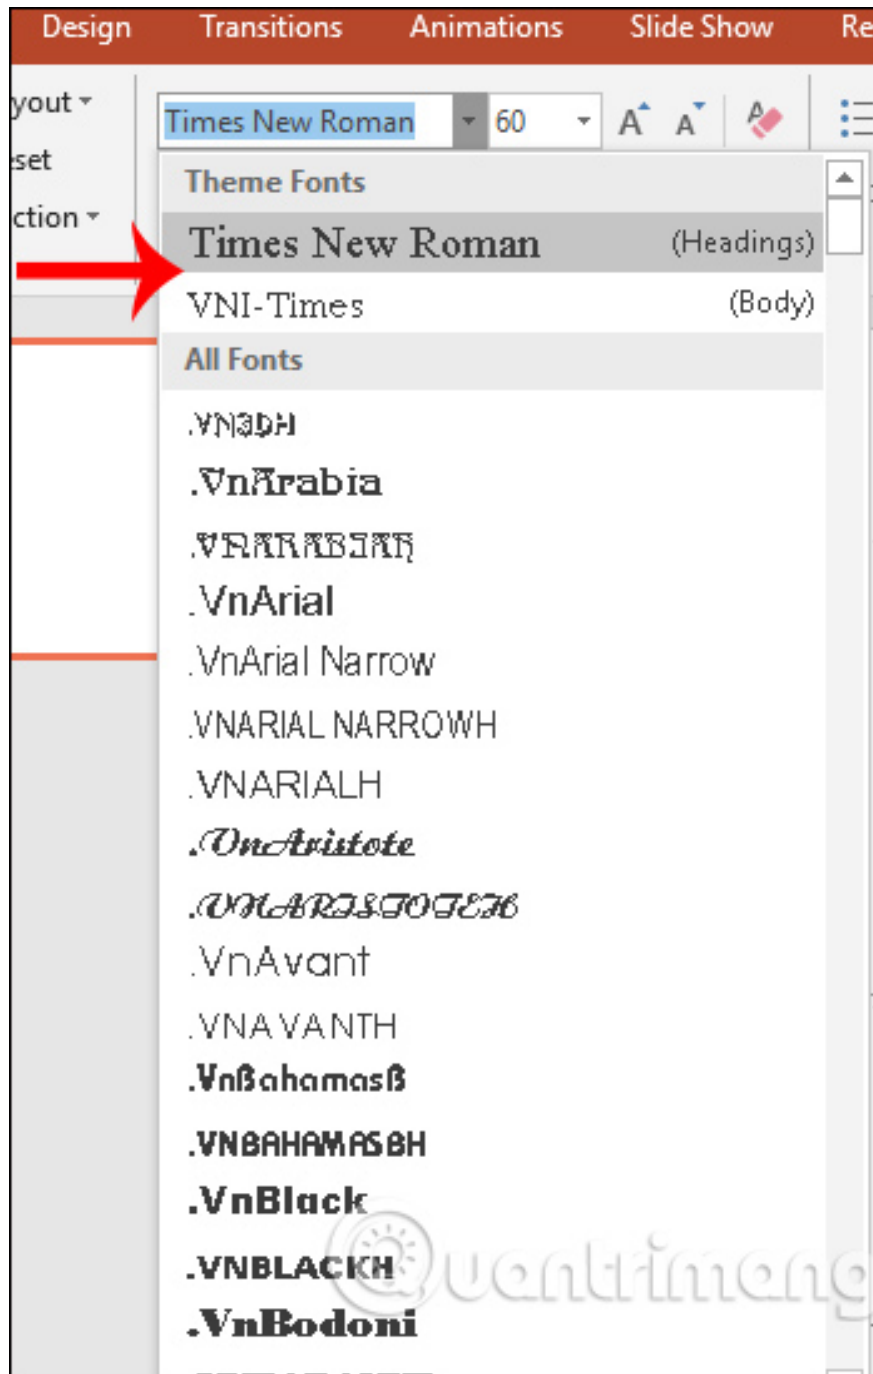 Design Transitions Animations Slide Show Re
yout
Times New Roman 60
set
Theme Fonts
ction
Times New Roman (Headings)
VNI-Times (Body)
All Fonts
.VN3DH
.VnArabia
.VNARABIAH
.VnArial
.VnArial Narrow
.VNARIAL NARROWH
.VNARIALH
.VnAristote
.VNARISTOTEH
.VnAvant
.VNAVANTH
.VnBahamasB
.VNBAHAMASBH
.VnBlack
.VNBLACKH
Quantrimang
.VnBodoni